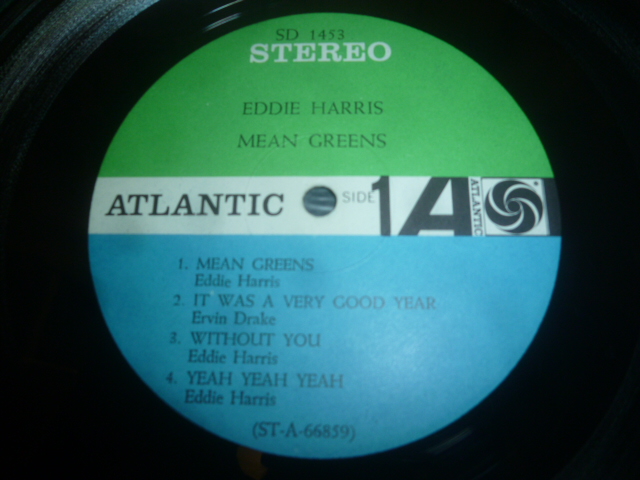 SD 1453
STEREO
EDDIE HARRIS
MEAN GREENS
ATLANTIC SIDE 1 A ATLANTIC
1. MEAN GREENS
Eddie Harris
2. IT WAS A VERY GOOD YEAR
Ervin Drake
3. WITHOUT YOU
Eddie Harris
4. YEAH YEAH YEAH
Eddie Harris
(ST-A-66859)